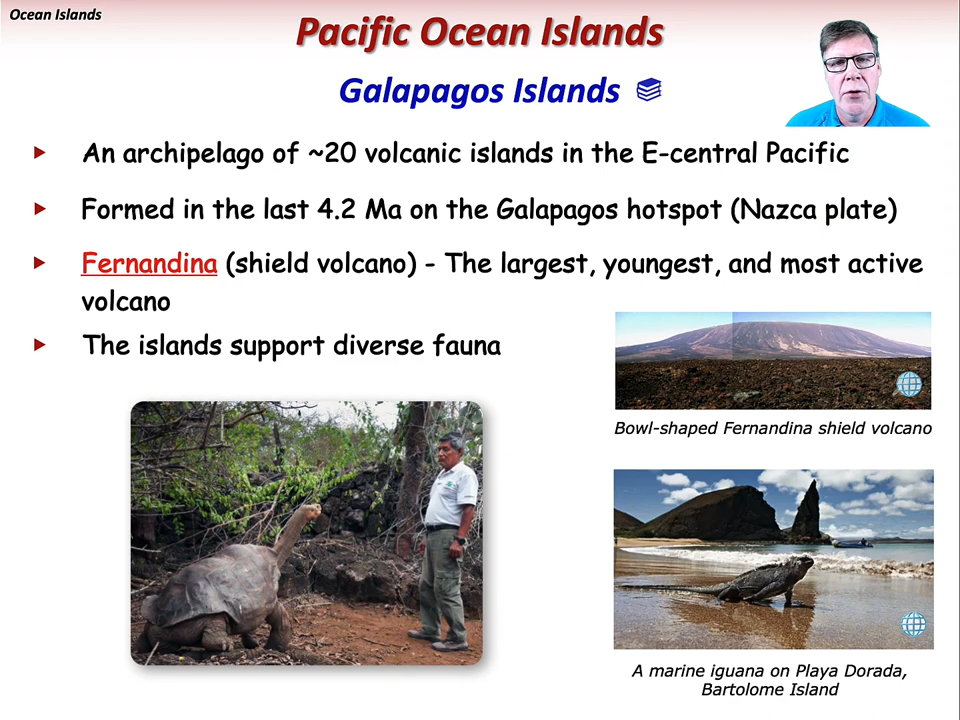 Ocean Islands
Pacific Ocean Islands
Galapagos Islands
An archipelago of ~20 volcanic islands in the E-central Pacific
Formed in the last 4.2 Ma on the Galapagos hotspot (Nazca plate)
Fernandina (shield volcano) - The largest, youngest, and most active
volcano
The islands support diverse fauna
Bowl-shaped Fernandina shield volcano
A marine iguana on Playa Dorada,
Bartolome Island